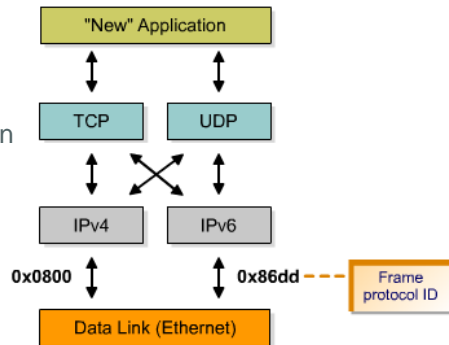 "New" Application
TCP UDP
n
IPv4 IPv6
0x0800 0x86dd
Frame
protocol ID
Data Link (Ethernet)